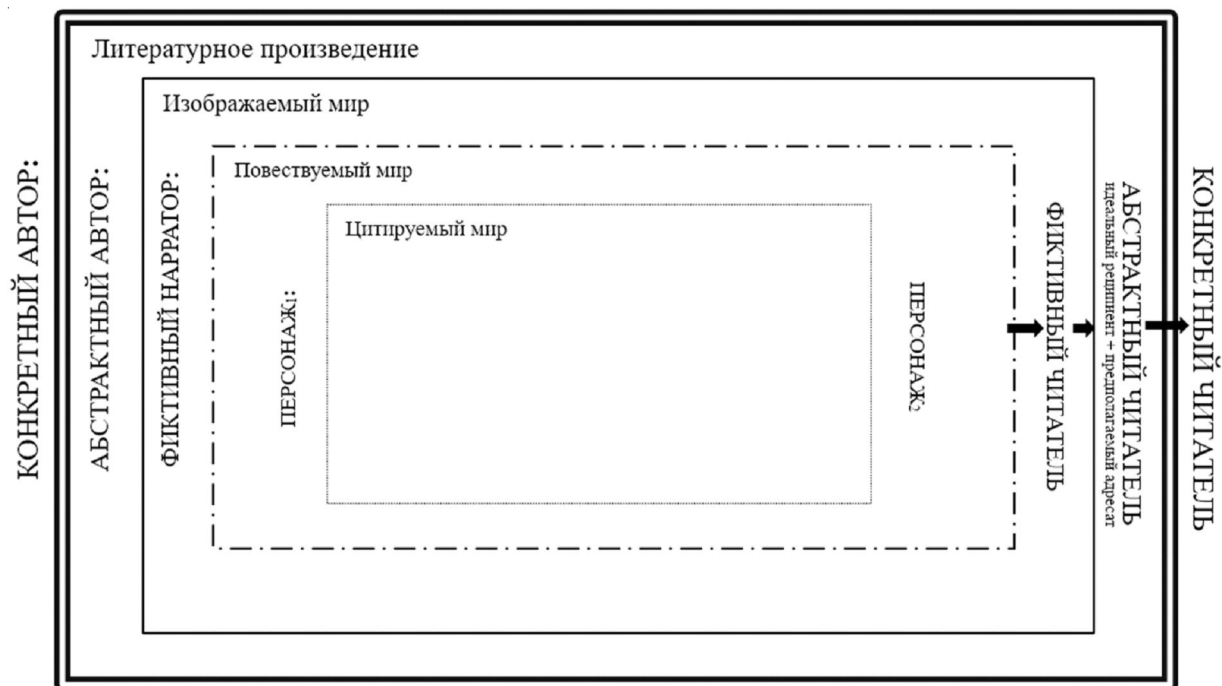 Литературное произведение
Изображаемый мир
Повествуемый мир
Цитируемый мир
КОНКРЕТНЫЙ АВТОР:
АБСТРАКТНЫЙ АВТОР:
ФИКТИВНЫЙ НАРРАТОР:
ПЕРСОНАЖ₁:
ПЕРСОНАЖ₂
ФИКТИВНЫЙ ЧИТАТЕЛЬ
АБСТРАКТНЫЙ ЧИТАТЕЛЬ
идеальный реципиент + предполагаемый адресат
КОНКРЕТНЫЙ ЧИТАТЕЛЬ